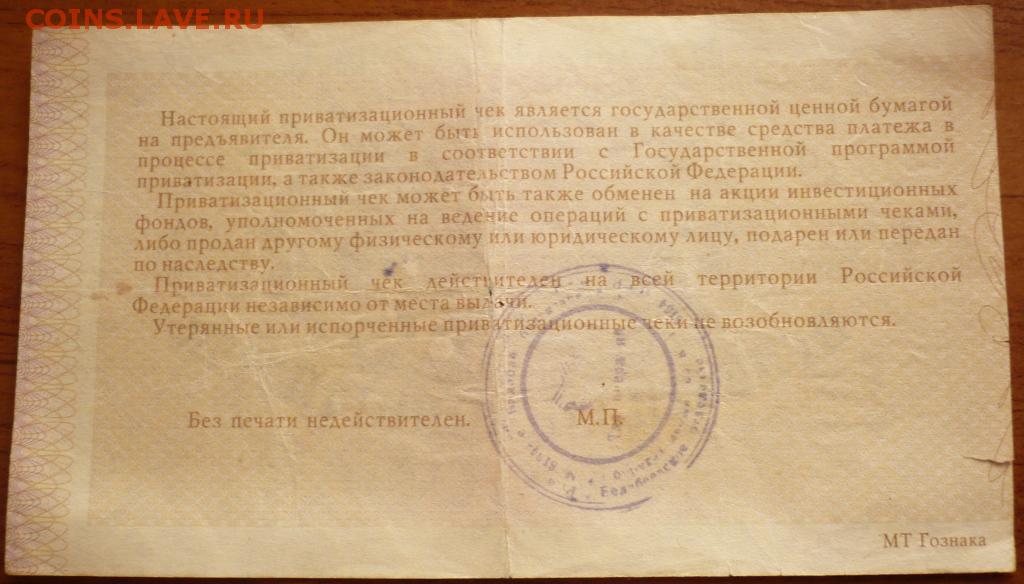 COINS.LAVE.RU
Настоящий приватизационный чек является государственной ценной бумагой
на предъявителя. Он может быть использован в качестве средства платежа в
процессе приватизации в соответствии с Государственной программой
приватизации, а также законодательством Российской Федерации.
Приватизационный чек может быть также обменен на акции инвестиционных
фондов, уполномоченных на ведение операций с приватизационными чеками,
либо продан другому физическому или юридическому лицу, подарен или передан
по наследству.
Приватизационный чек действителен на всей территории Российской
Федерации независимо от места выдачи.
Утерянные или испорченные приватизационные чеки не возобновляются.
Без печати недействителен. М.П.
МТ Гознака